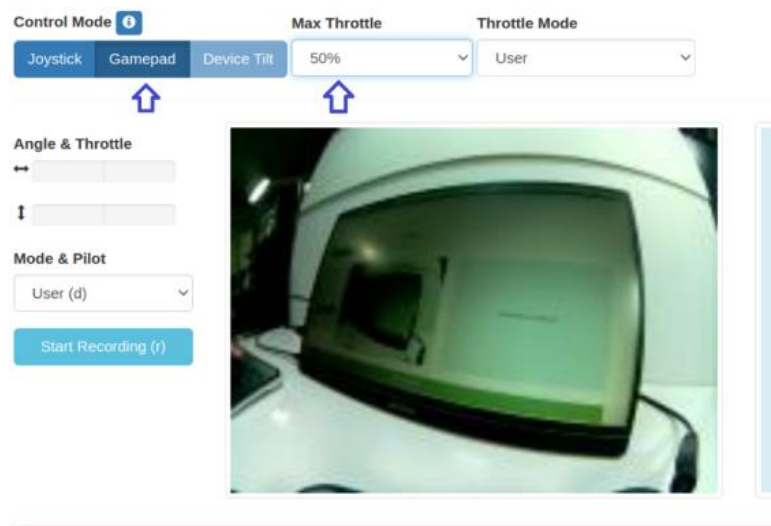 Control Mode Max Throttle Throttle Mode
Joystick Gamepad Device Tilt 50% User
Angle & Throttle
Mode & Pilot
User (d)
Start Recording (r)